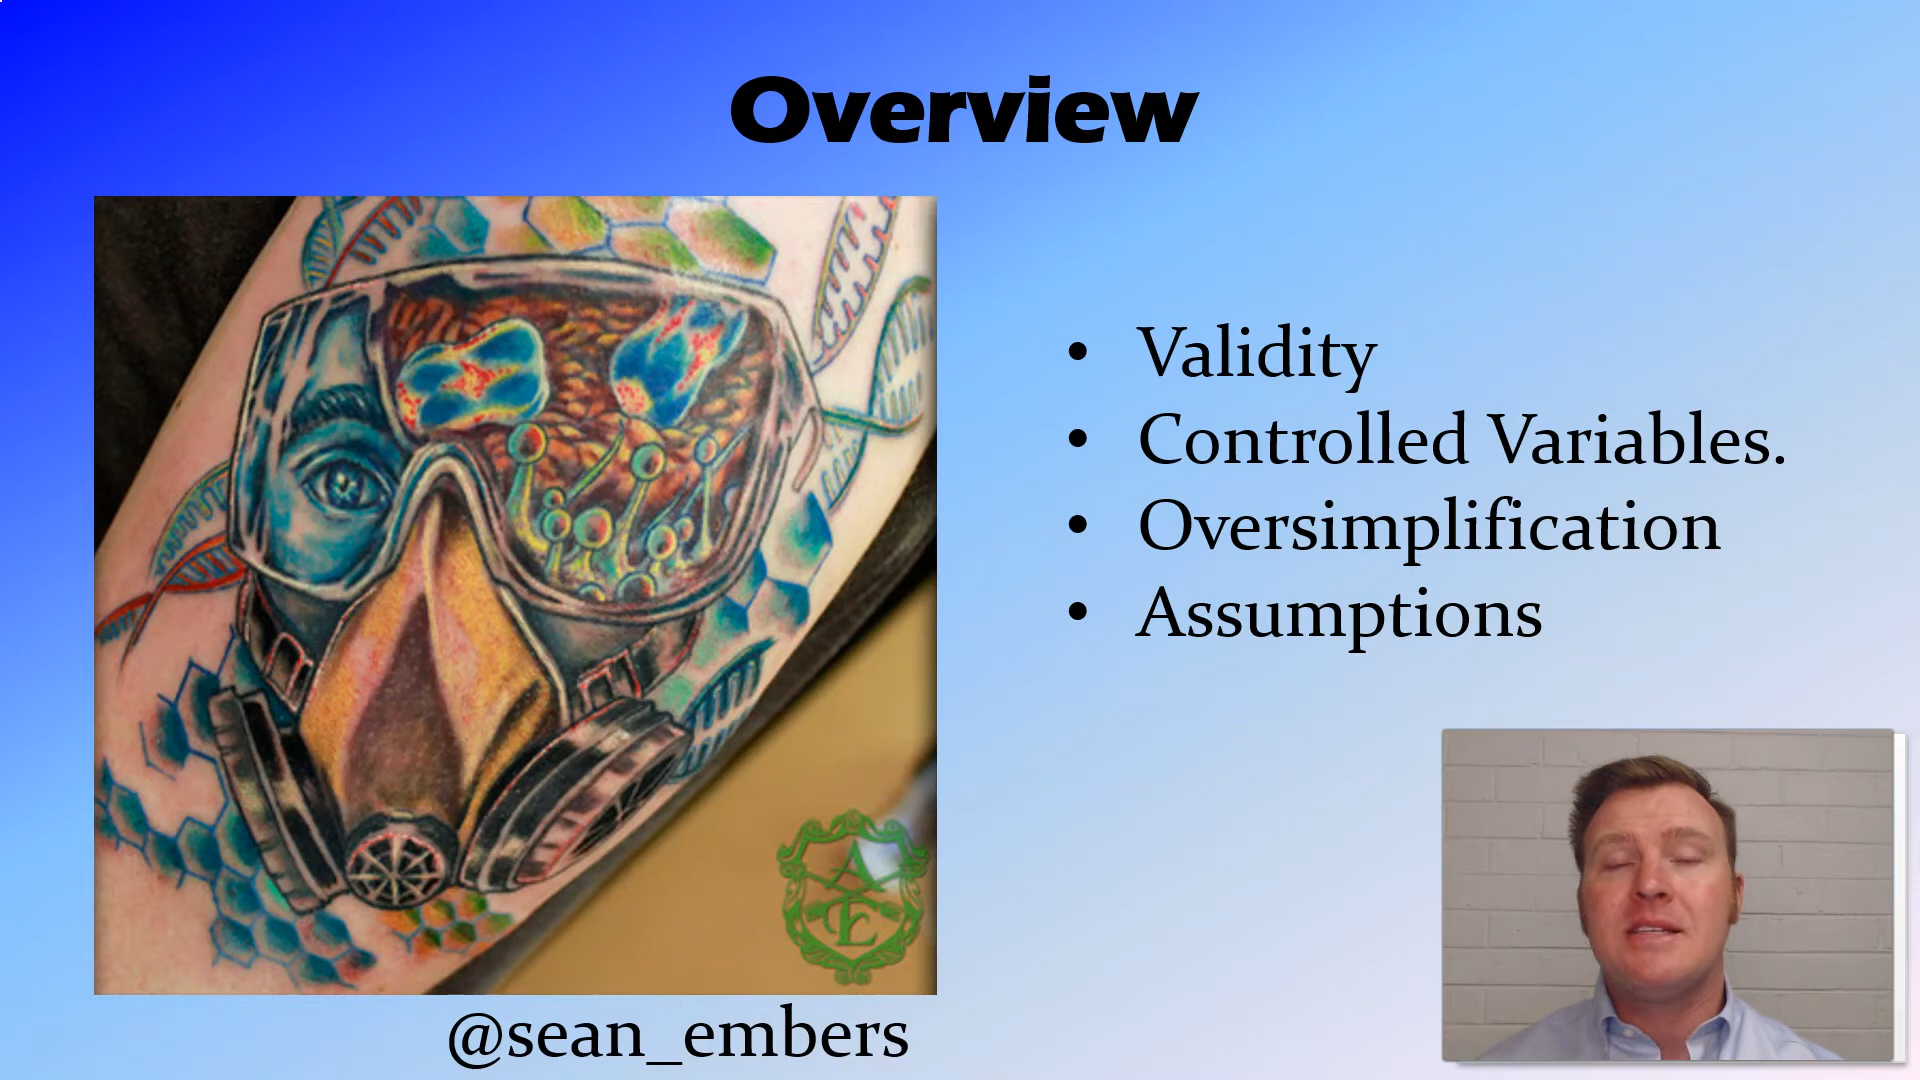 Overview
• Validity
• Controlled Variables.
• Oversimplification
• Assumptions
@sean_embers